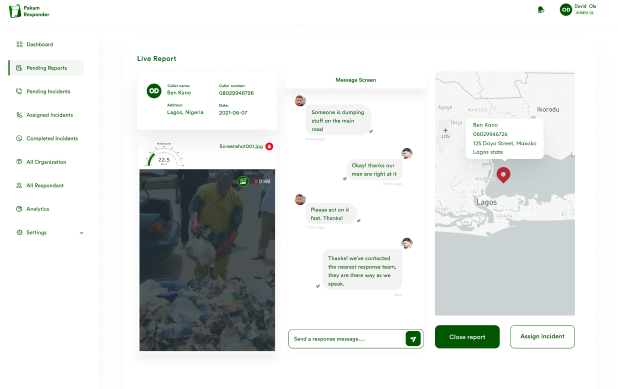 Pakam
Responder
OD
David Ola
Dashboard
Pending Reports
Pending Incidents
Assigned Incidents
Completed Incidents
All Organization
All Respondant
Analytics
Settings
Live Report
OD
Caller name:
Ben Kano
Caller number:
08029946726
Address:
Lagos, Nigeria
Date:
2021-06-07
22.5
Screenshot001.jpg
0:48
Message Screen
Someone is dumping
stuff on the main
road
Okay! thanks our
men are right at it
Please act on it
fast. Thanks!
Thanks! we've contacted
the nearest response team,
they are there way as we
speak.
Send a response message....
Ikorodu
Ben Kano
08029946726
125 Daya Street, Makoko
Lagos state
Lagos
Close report
Assign Incident